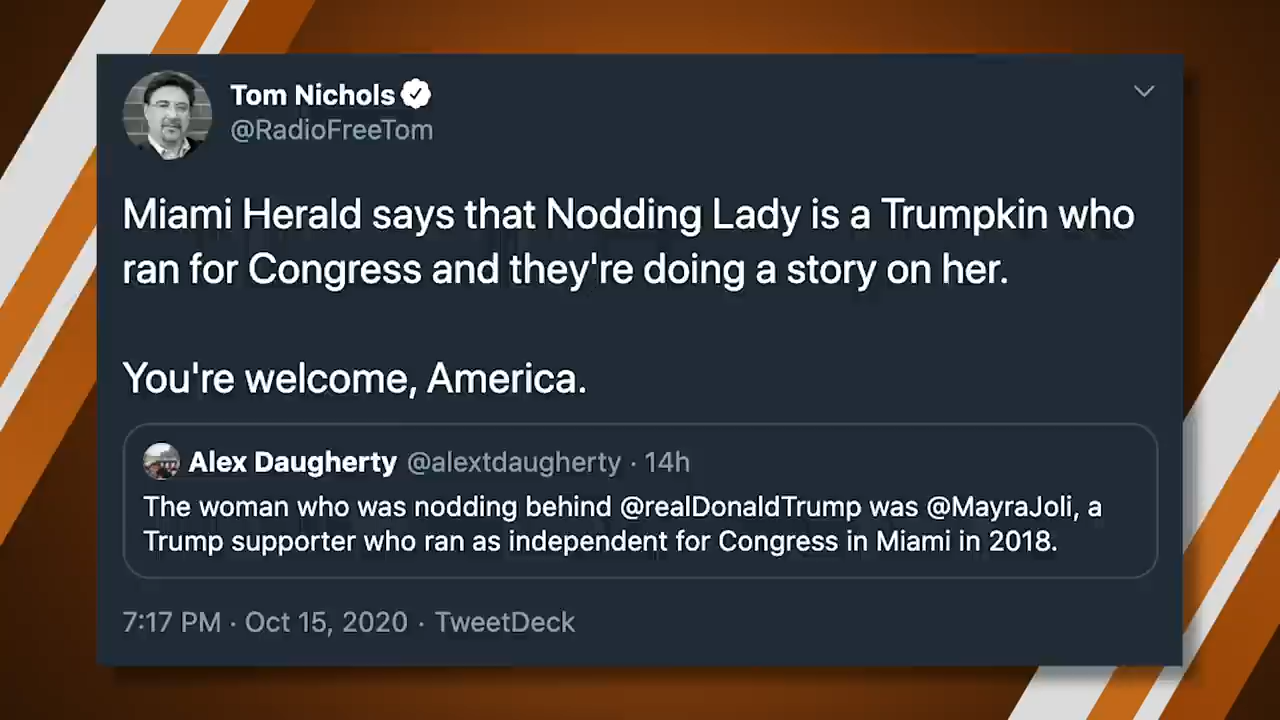 Tom Nichols
@RadioFreeTom
Miami Herald says that Nodding Lady is a Trumpkin who
ran for Congress and they're doing a story on her.
You're welcome, America.
Alex Daugherty @alextdaugherty · 14h
The woman who was nodding behind @realDonaldTrump was @MayraJoli, a
Trump supporter who ran as independent for Congress in Miami in 2018.
7:17 PM · Oct 15, 2020 · TweetDeck